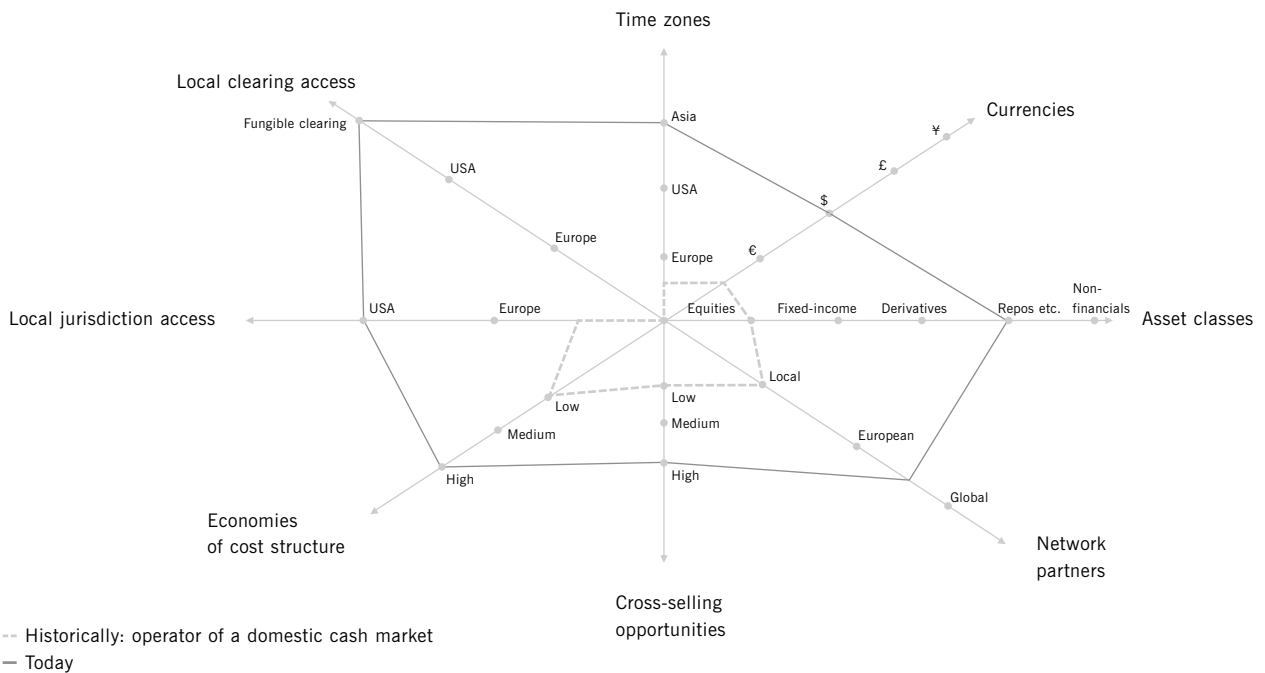 Time zones
Local clearing access
Currencies
Fungible clearing
Asia
¥
£
USA
USA
$
Europe
Europe
€
Local jurisdiction access
USA
Europe
Equities
Fixed-income
Derivatives
Repos etc.
Non-
financials
Asset classes
Local
Low
Low
Medium
Medium
European
High
High
Global
Economies
of cost structure
Network
partners
Cross-selling
opportunities
Historically: operator of a domestic cash market
Today